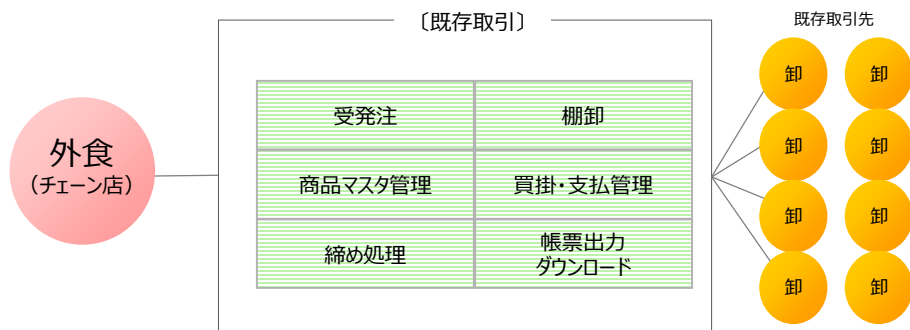 〔既存取引〕
既存取引先
外食
（チェーン店）
受発注
棚卸
商品マスタ管理
買掛・支払管理
締め処理
帳票出力
ダウンロード
卸
卸
卸
卸
卸
卸
卸
卸